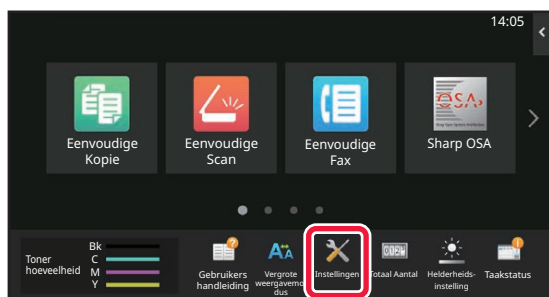 14:05
Eenvoudige
Kopie
Eenvoudige
Scan
Eenvoudige
Fax
OSA
Sharp OSA
Toner
hoeveelheid
Bk
C
M
Y
Gebruikers
handleiding
Vergrote
weergavemo
dus
Instellingen
Totaal Aantal
Helderheids-
instelling
Taakstatus